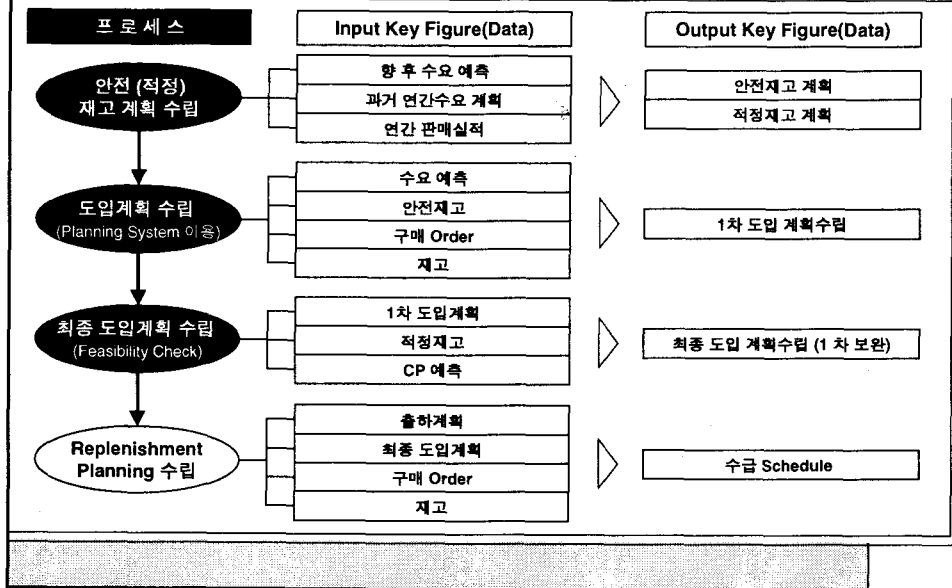 프로세스
Input Key Figure(Data)
Output Key Figure(Data)
안전 (적정)
재고 계획 수립
향 후 수요 예측
과거 연간수요 계획
연간 판매실적
안전재고 계획
적정재고 계획
도입계획 수립
(Planning System 이용)
수요 예측
안전재고
구매 Order
재고
1차 도입 계획수립
최종 도입계획 수립
(Feasibility Check)
1차 도입계획
적정재고
CP 예측
최종 도입 계획수립 (1 차 보완)
Replenishment
Planning 수립
출하계획
최종 도입계획
구매 Order
재고
수급 Schedule